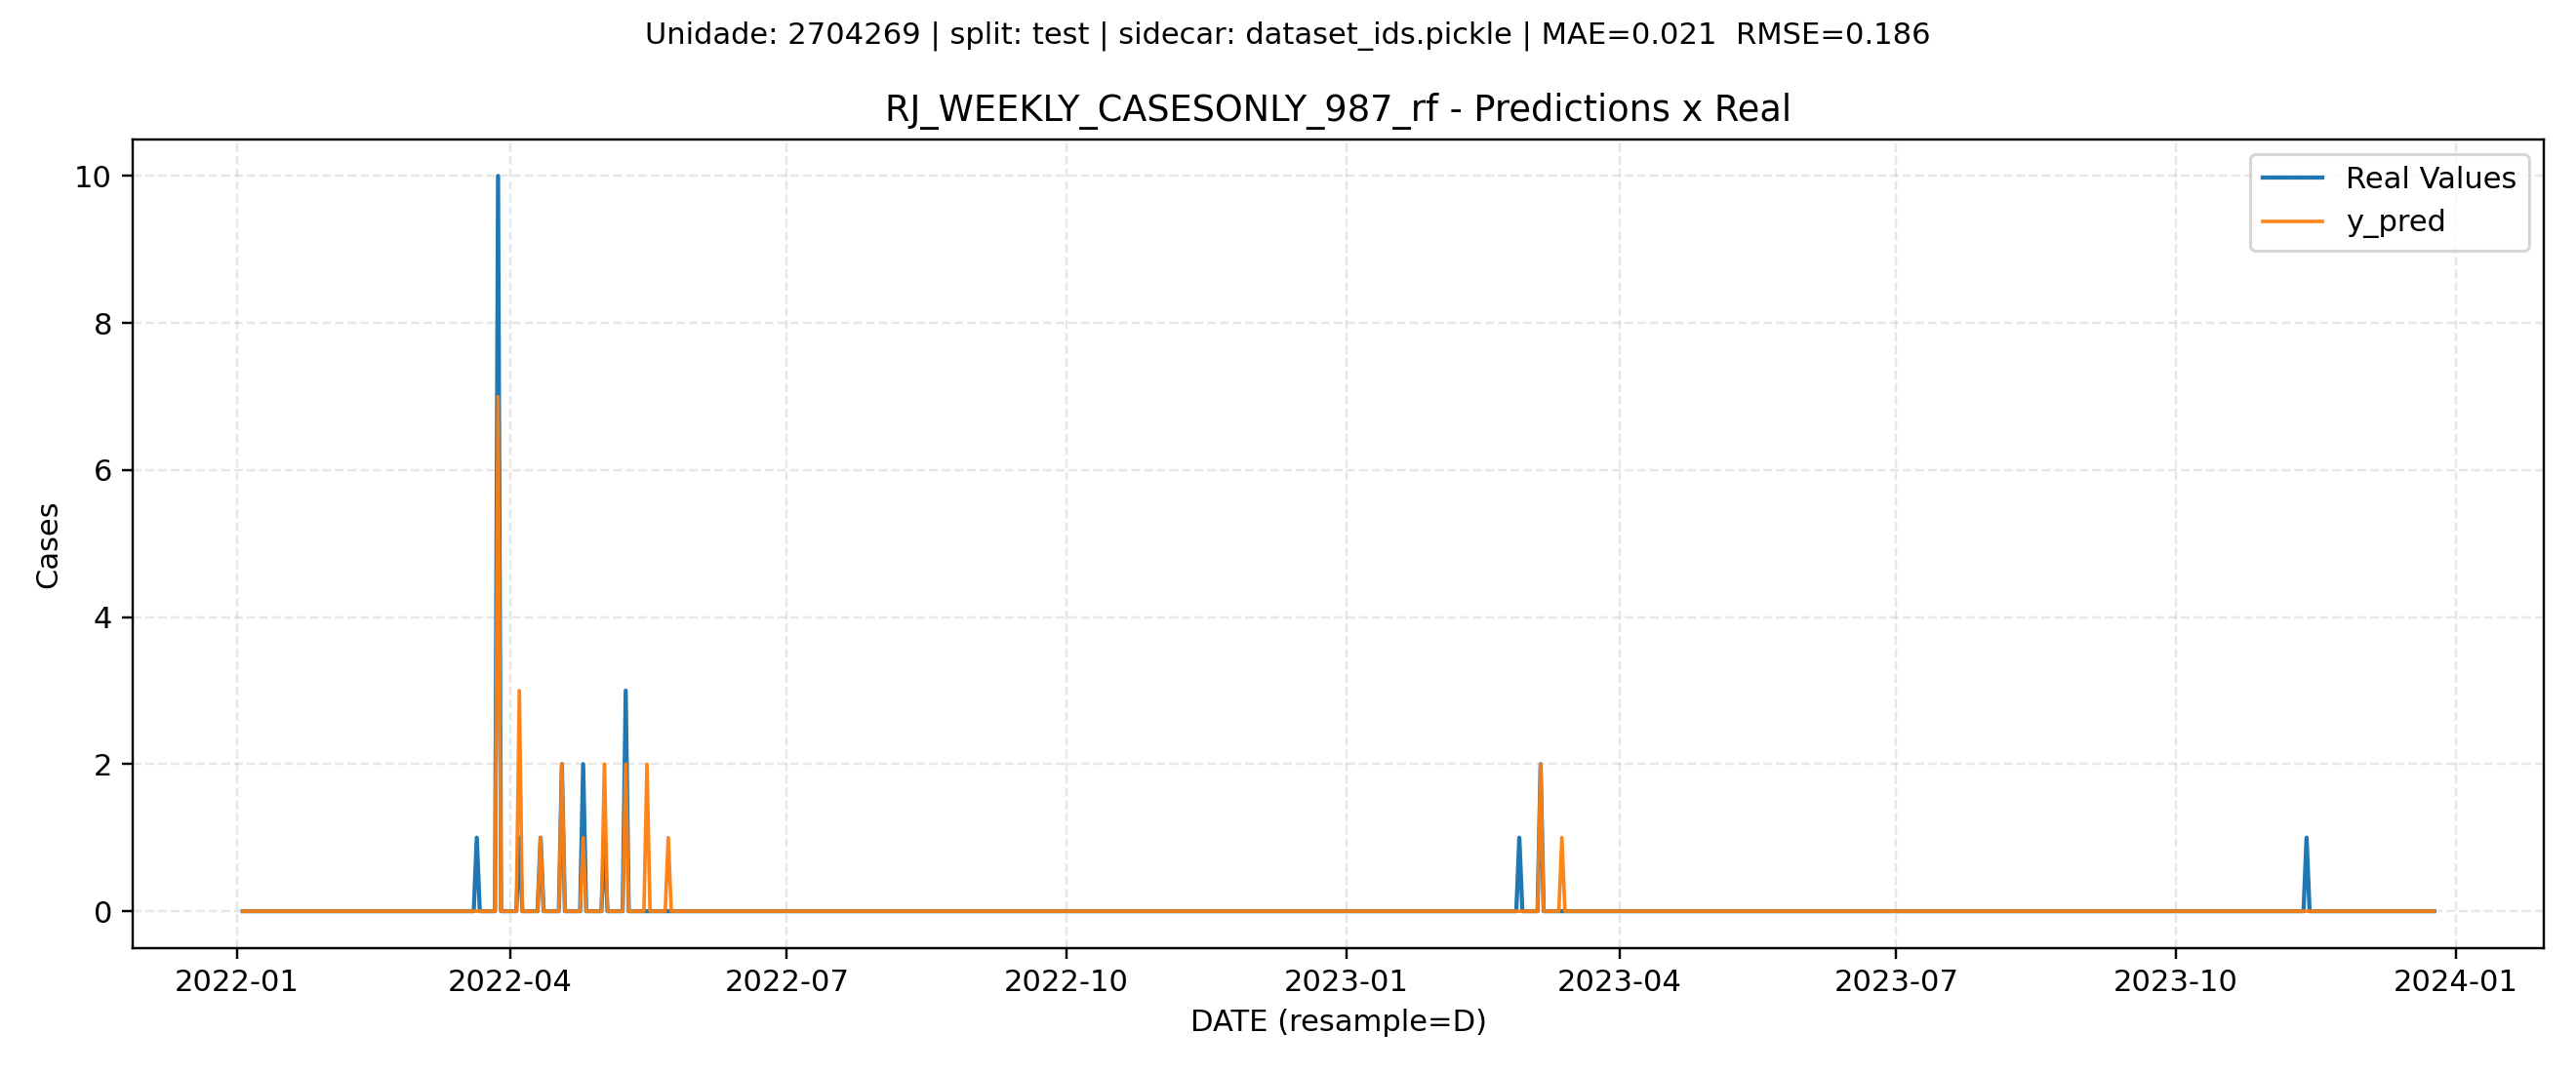 Unidade: 2704269 | split: test | sidecar: dataset_ids.pickle | MAE=0.021  RMSE=0.186
RJ_WEEKLY_CASESONLY_987_rf - Predictions x Real
Real Values
y_pred
10
8
6
4
2
0
Cases
2022-01
2022-04
2022-07
2022-10
2023-01
2023-04
2023-07
2023-10
2024-01
DATE (resample=D)